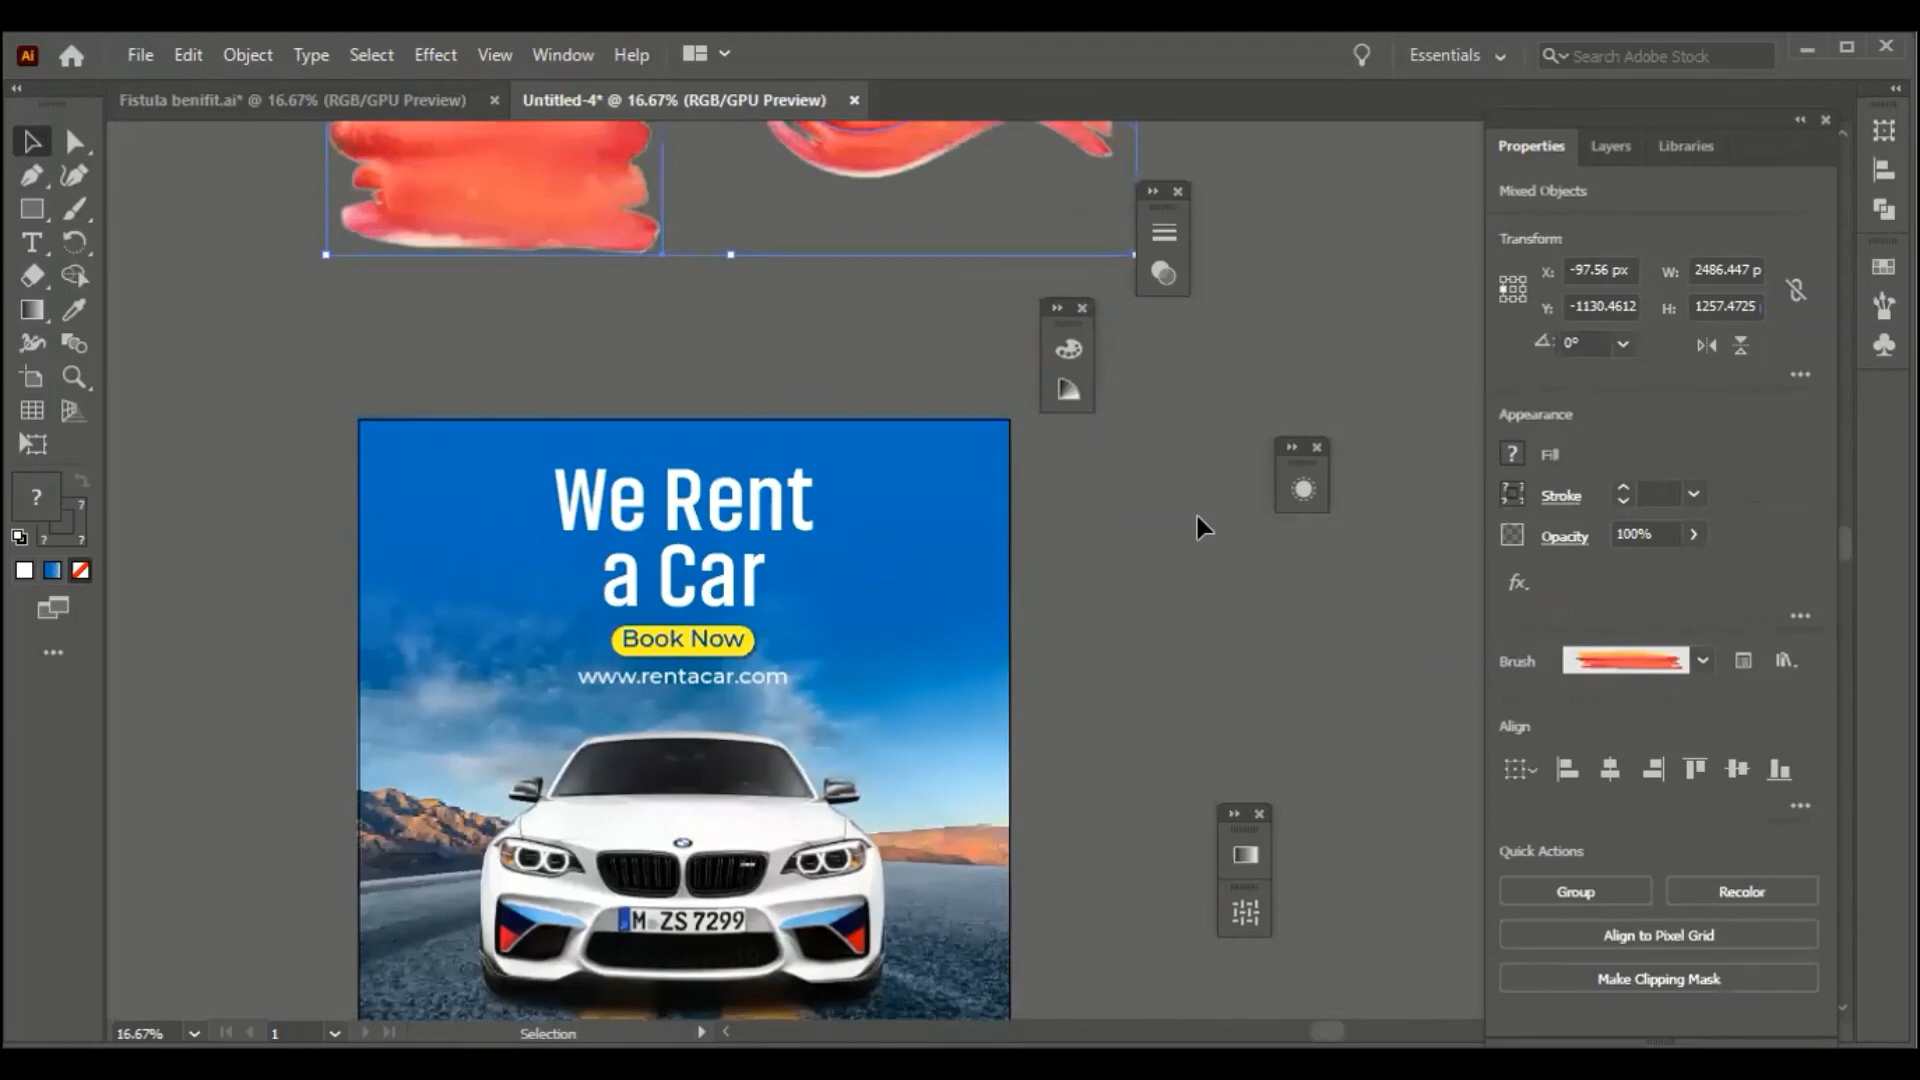 Ai File Edit Object Type Select Effect View Window Help Essentials Search Adobe Stock
Fistula benifit.ai* @ 16.67% (RGB/GPU Preview) Untitled-4* @ 16.67% (RGB/GPU Preview)
Properties Layers Libraries
Mixed Objects
Transform
X: -97.56 px W: 2486.447 p
Y: -1130.4612 H: 1257.4725
0°
Appearance
? Fill
Stroke
Opacity 100%
fx.
Brush
Align
Quick Actions
Group Recolor
Align to Pixel Grid
Make Clipping Mask
We Rent
a Car
Book Now
www.rentacar.com
M ZS 7299
16.67% 1 Selection